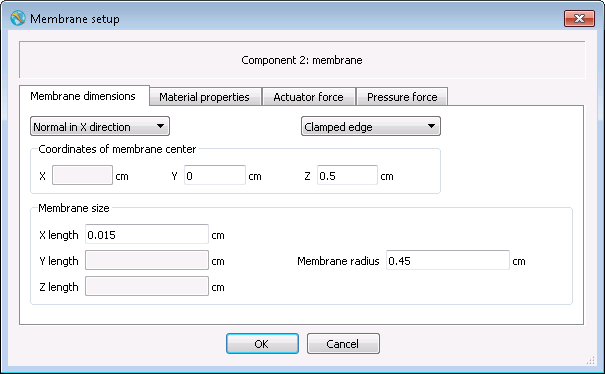 Membrane setup
Component 2: membrane
Membrane dimensions Material properties Actuator force Pressure force
Normal in X direction Clamped edge
Coordinates of membrane center
X cm Y 0 cm Z 0.5 cm
Membrane size
X length 0.015 cm
Y length cm Membrane radius 0.45 cm
Z length cm
OK Cancel